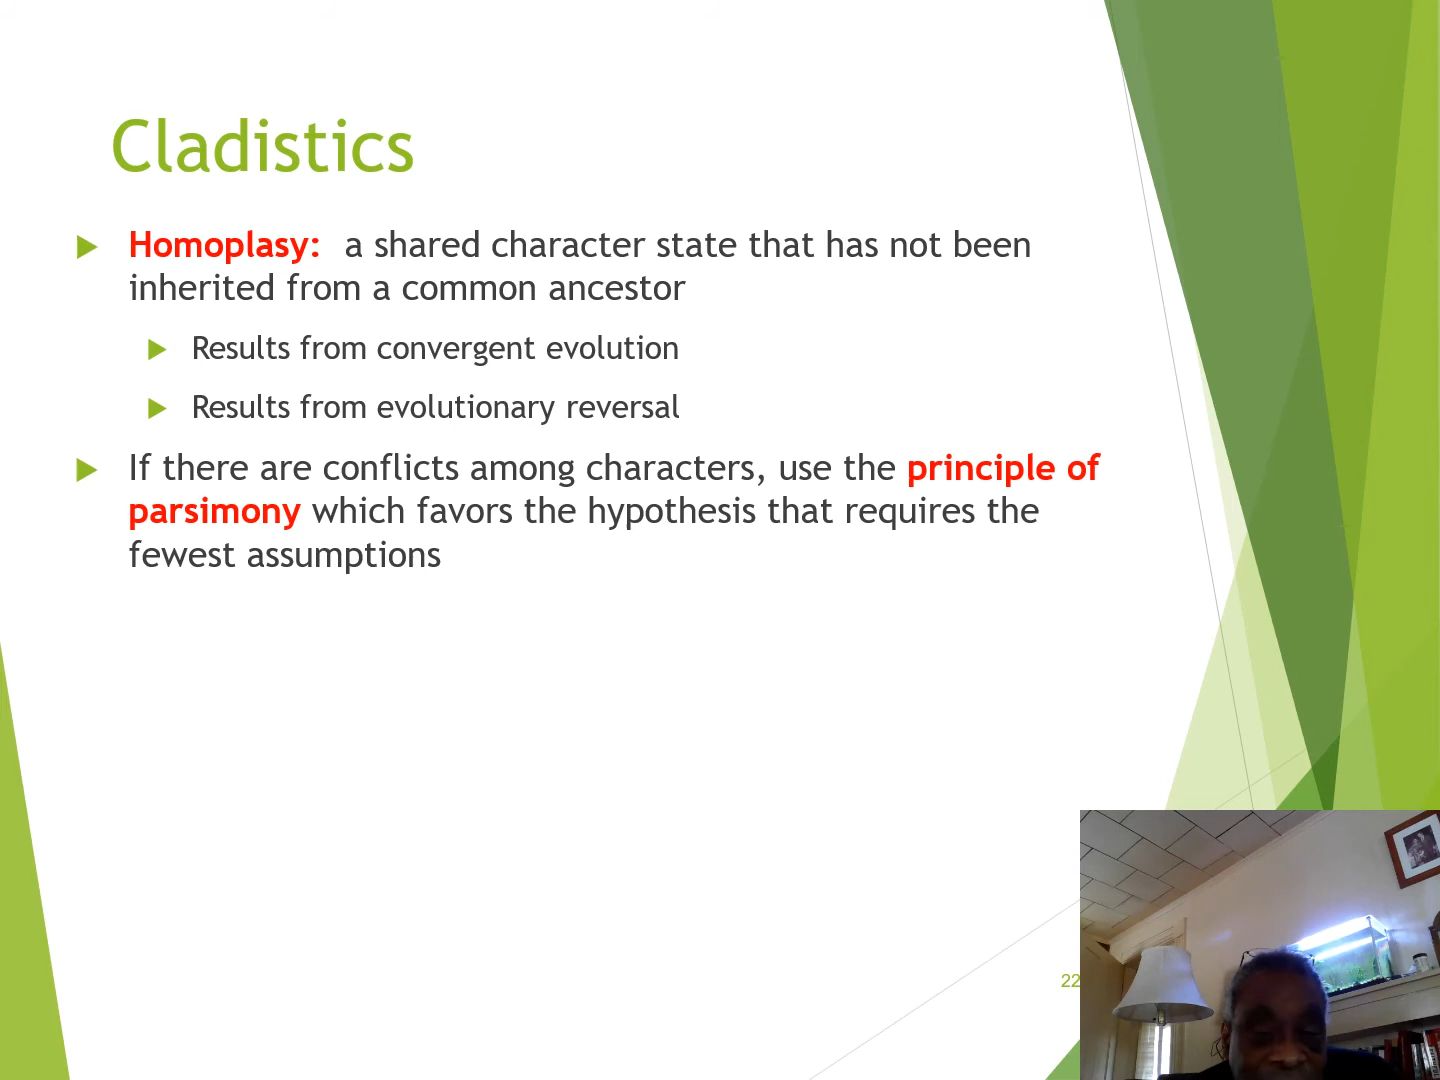 Cladistics
Homoplasy: a shared character state that has not been
inherited from a common ancestor
Results from convergent evolution
Results from evolutionary reversal
If there are conflicts among characters, use the principle of
parsimony which favors the hypothesis that requires the
fewest assumptions
22